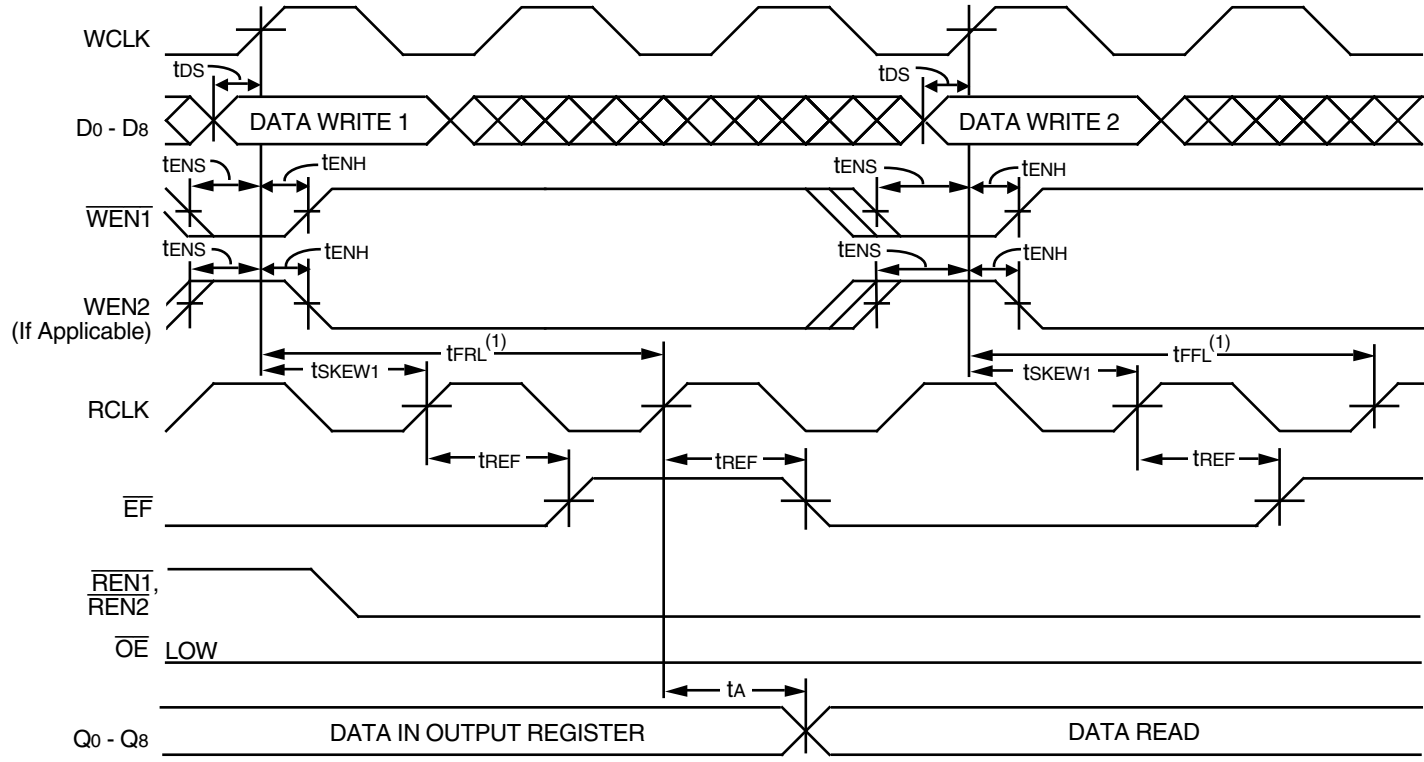 WCLK
tDS
tDS
D0 - D8
DATA WRITE 1
DATA WRITE 2
tENS
tENH
tENS
tENH
WEN1
tENS
tENH
tENS
tENH
WEN2
(If Applicable)
tFRL(1)
tFFL(1)
tSKEW1
tSKEW1
RCLK
tREF
tREF
tREF
EF
REN1,
REN2
OE
LOW
tA
Q0 - Q8
DATA IN OUTPUT REGISTER
DATA READ